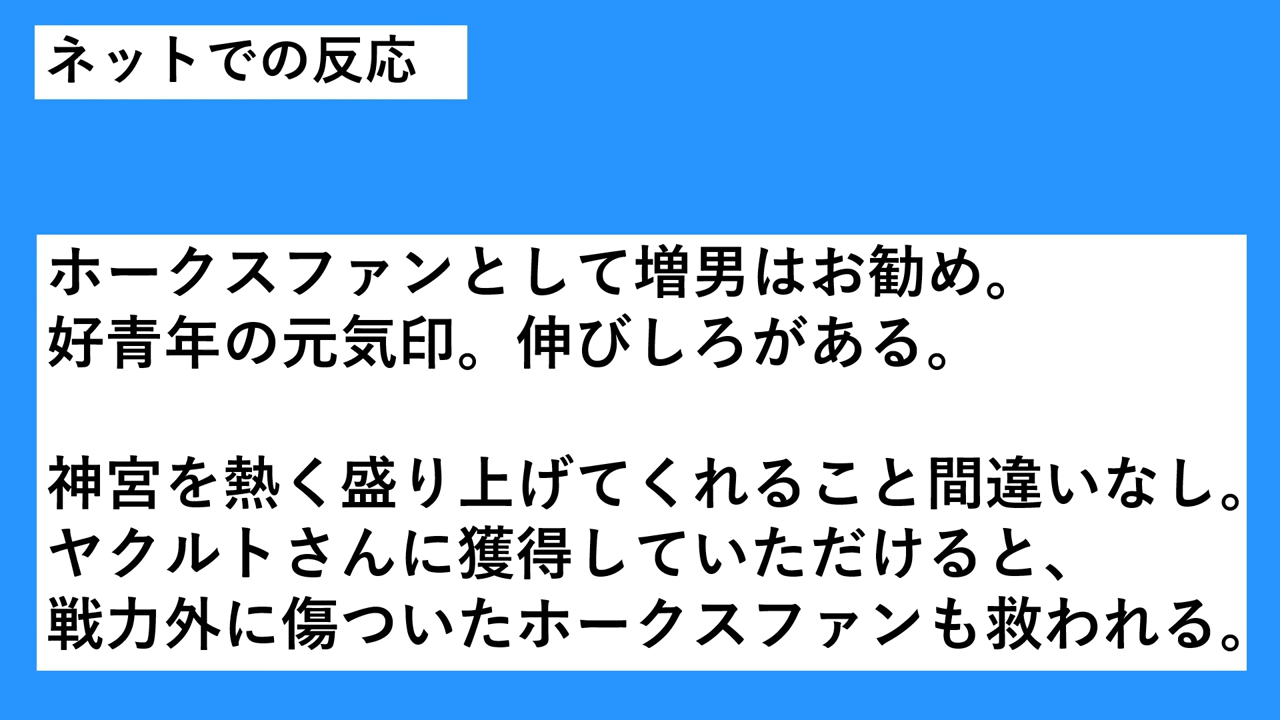 ネットでの反応
ホークスファンとして増男はお勧め。
好青年の元気印。伸びしろがある。
神宮を熱く盛り上げてくれること間違いなし。
ヤクルトさんに獲得していただけると、
戦力外に傷ついたホークスファンも救われる。